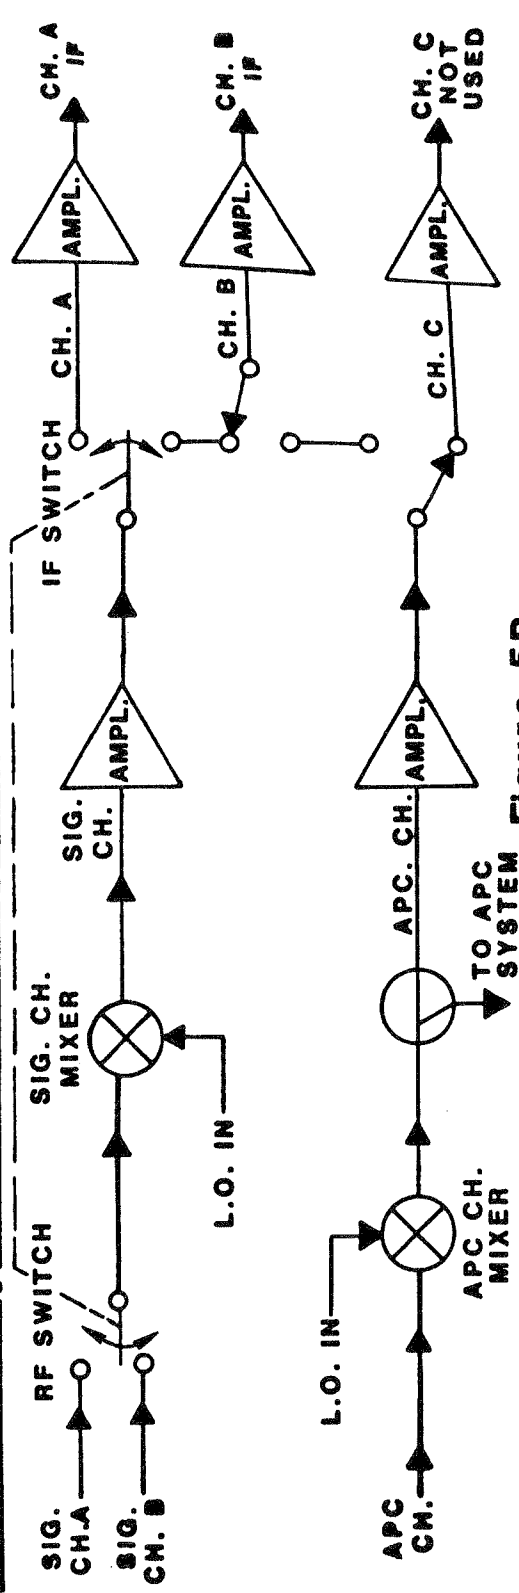 SIG.
CH.A
SIG.
CH. B
RF SWITCH
L.O. IN
SIG. CH.
MIXER
SIG.
CH.
AMPL.
IF SWITCH
CH. A
AMPL.
CH. A
IF
CH. B
AMPL.
CH. B
IF
APC
CH.
L.O. IN
APC CH.
MIXER
TO APC
SYSTEM
APC. CH.
AMPL.
CH. C
AMPL.
CH. C
NOT
USED